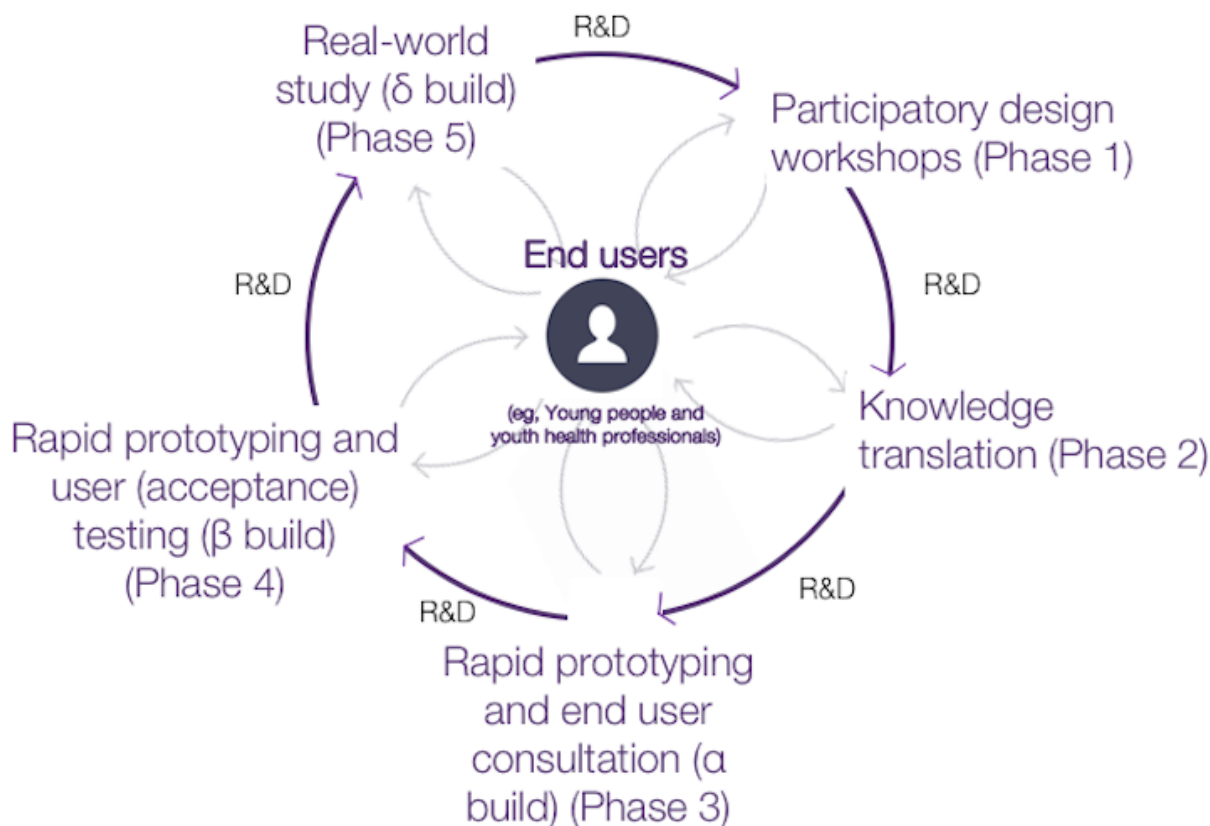 R&D
Real-world
study (δ build)
(Phase 5)
Participatory design
workshops (Phase 1)
End users
R&D
R&D
(eg, Young people and
youth health professionals)
Knowledge
translation (Phase 2)
Rapid prototyping and
user (acceptance)
testing (β build)
(Phase 4)
R&D
R&D
Rapid prototyping
and end user
consultation (α
build) (Phase 3)